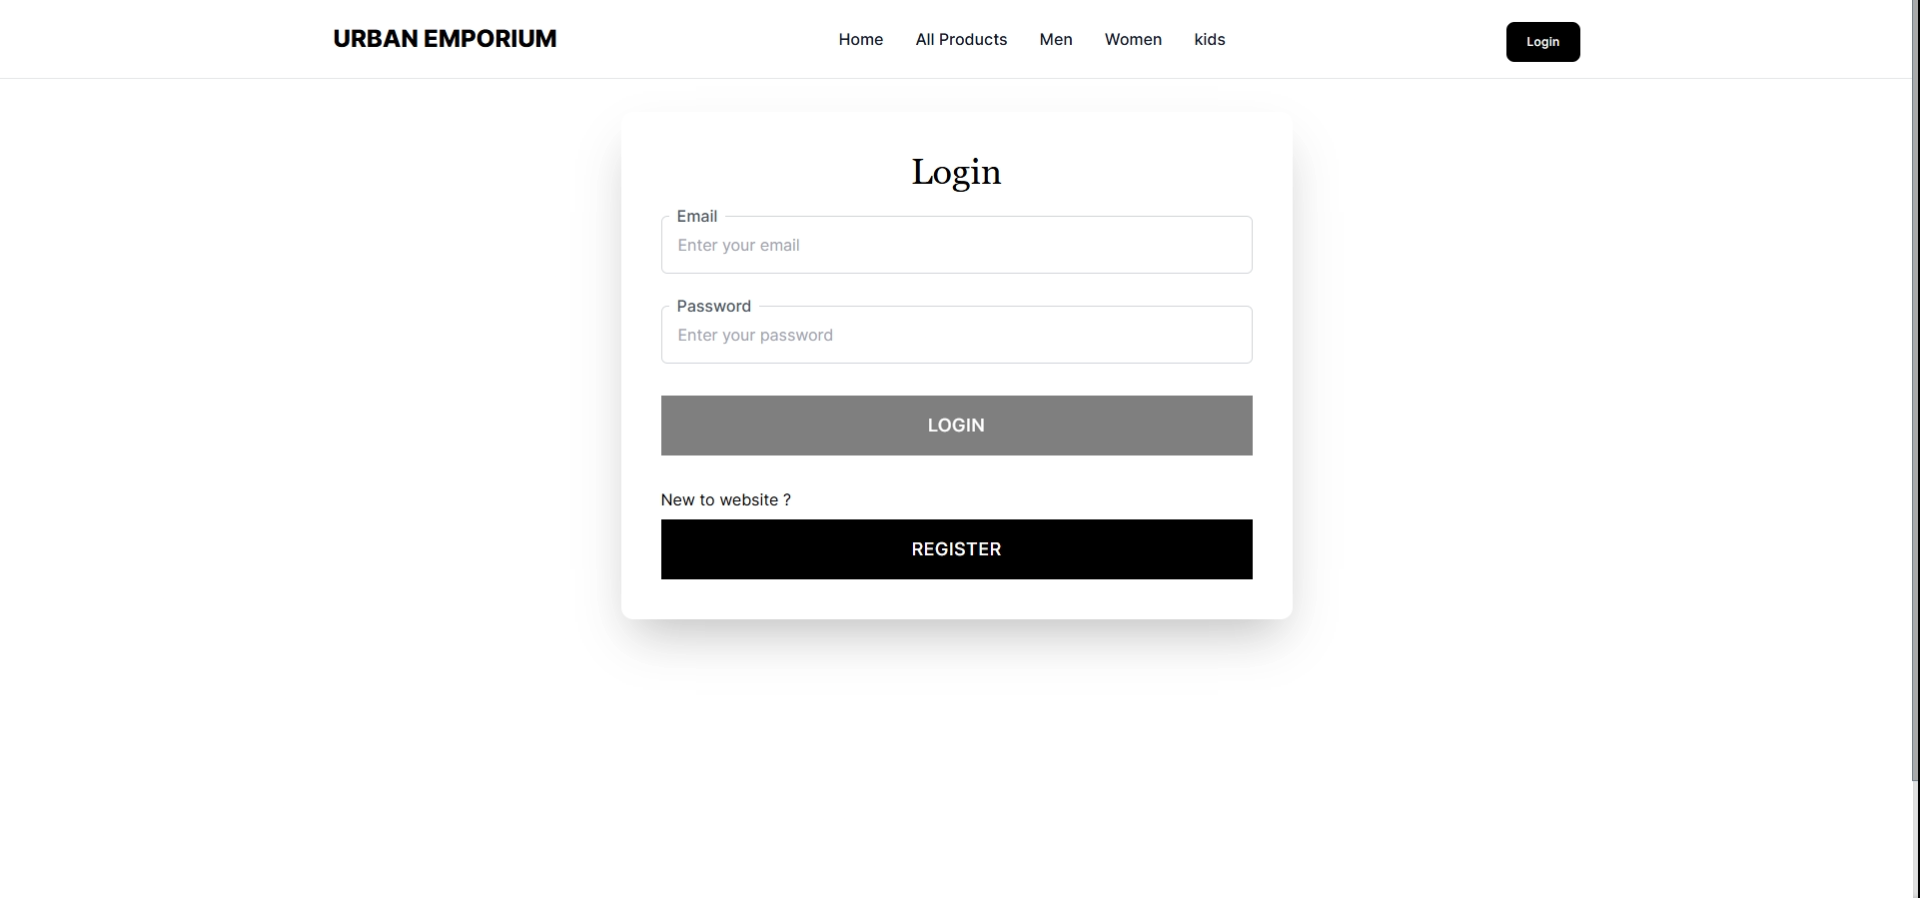 URBAN EMPORIUM
Home All Products Men Women kids
Login
Login
Email
Enter your email
Password
Enter your password
LOGIN
New to website ?
REGISTER